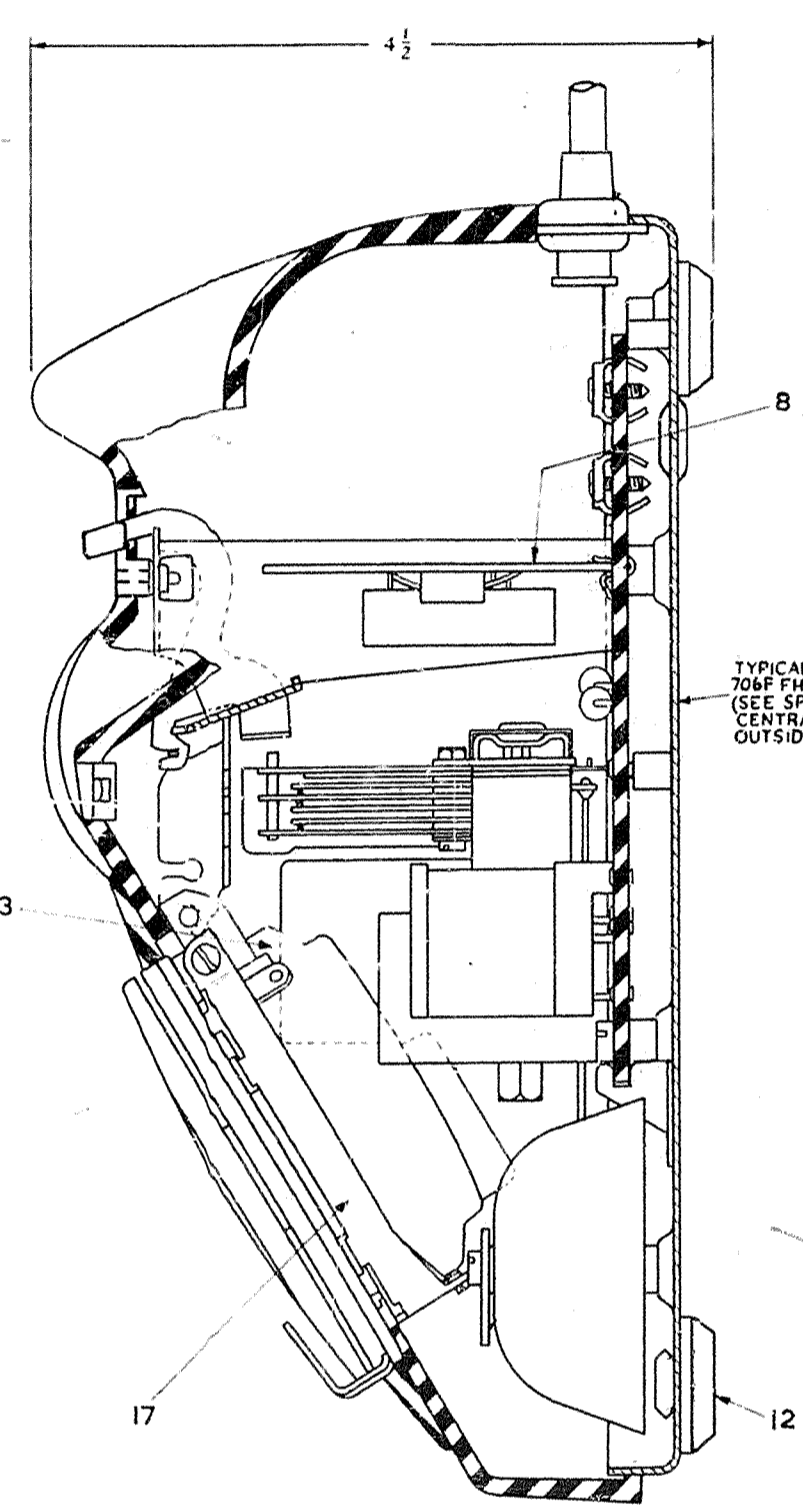 4 1/2
8
TYPICAL
706F FH
(SEE SP
CENTRA
OUTSID
3
17
12